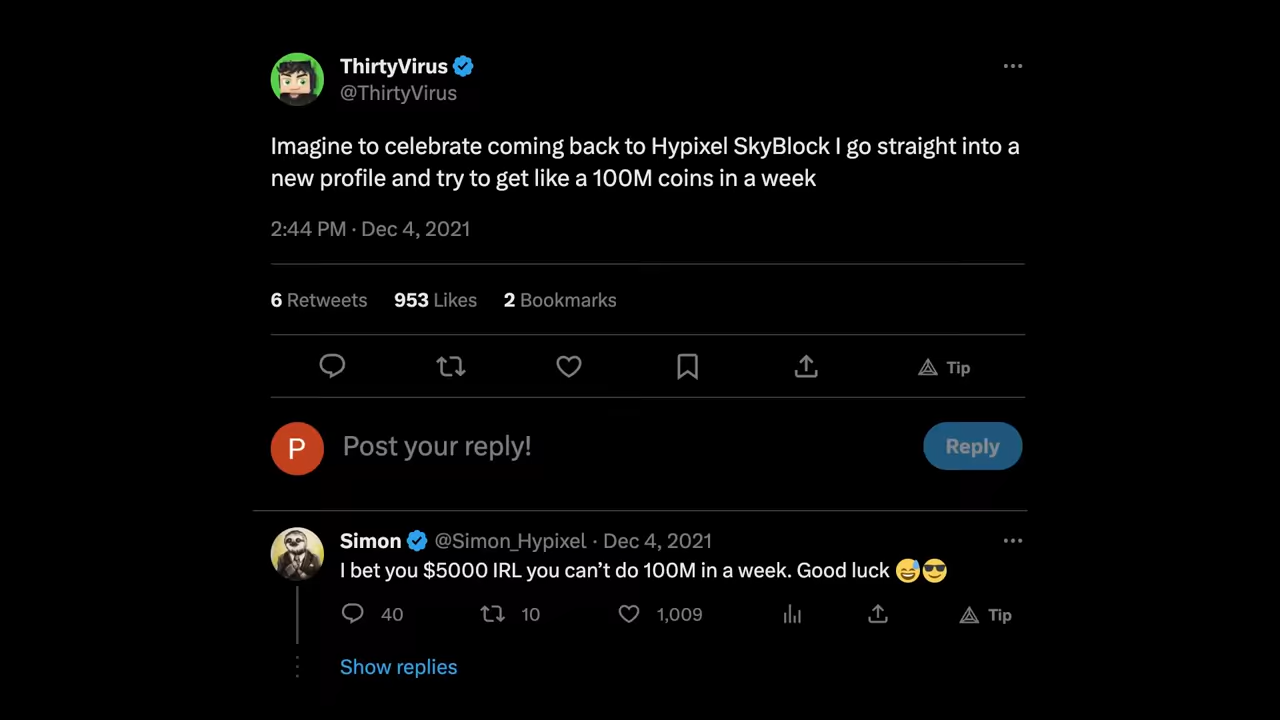 ThirtyVirus
@ThirtyVirus
Imagine to celebrate coming back to Hypixel SkyBlock I go straight into a
new profile and try to get like a 100M coins in a week
2:44 PM · Dec 4, 2021
6 Retweets 953 Likes 2 Bookmarks
Tip
P Post your reply! Reply
Simon @Simon_Hypixel · Dec 4, 2021
I bet you $5000 IRL you can’t do 100M in a week. Good luck 😅😎
40 10 1,009 Tip
Show replies